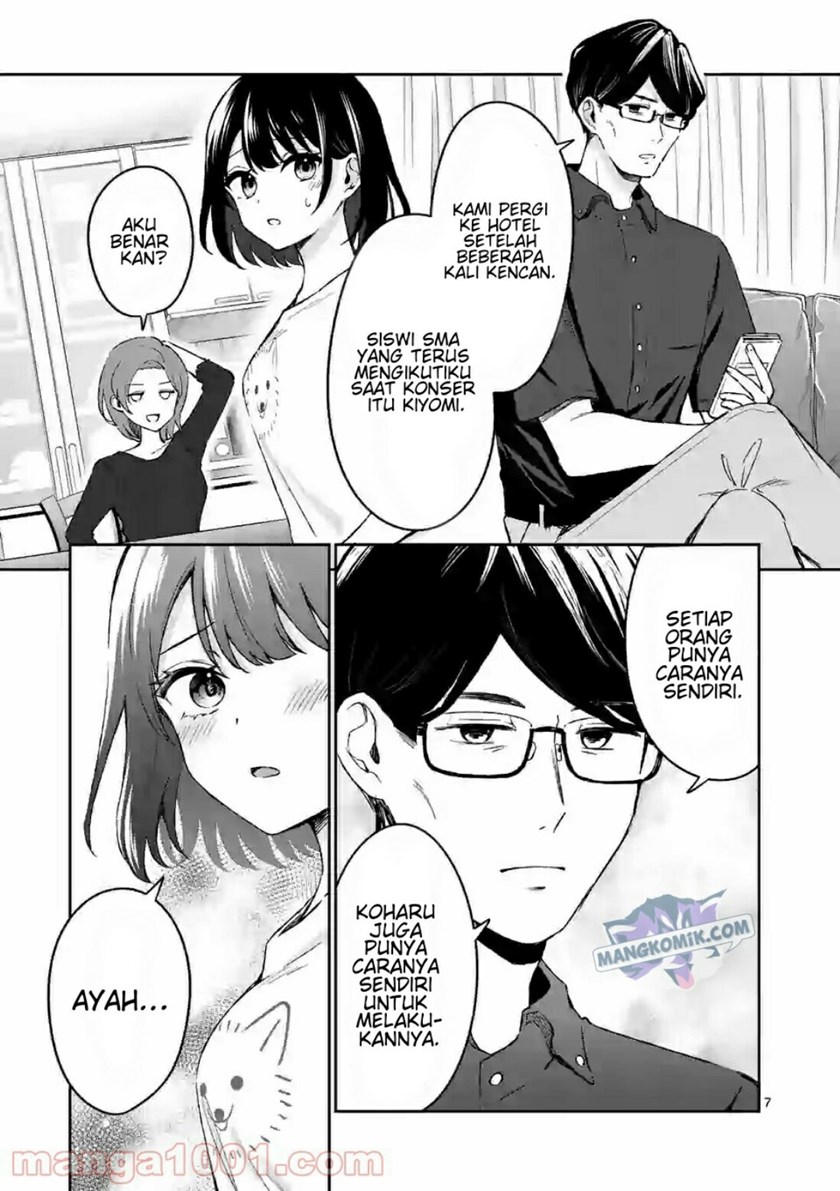 KAMI PERGI
KE HOTEL
SETELAH
BEBERAPA
KALI KENCAN.
SISWI SMA
YANG TERUS
MENGIKUTIKU
SAAT KONSER
ITU KIYOMI.
AKU
BENAR
KAN?
SETIAP
ORANG
PUNYA
CARANYA
SENDIRI.
KOHARU
JUGA
PUNYA
CARANYA
SENDIRI
UNTUK
MELAKU-
KANNYA.
AYAH...
MANGKOMIK.COM
7
manga1001.com